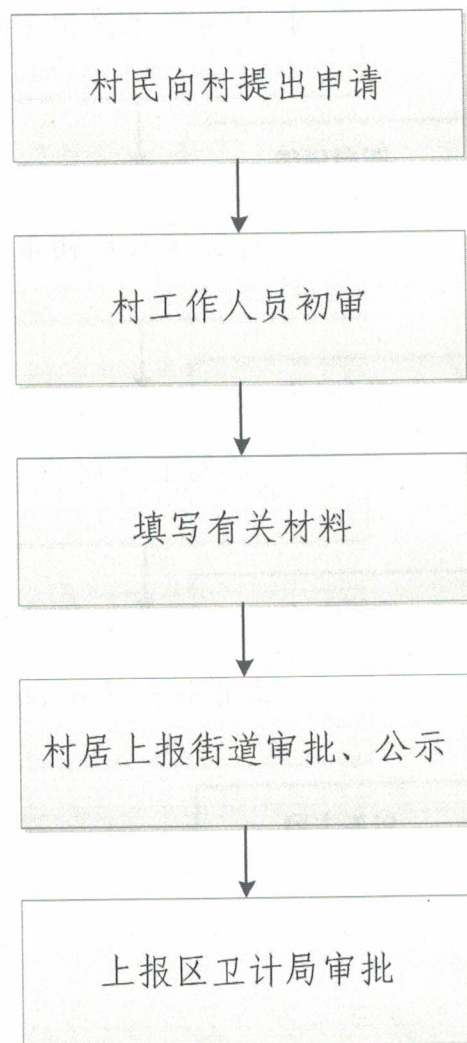 村民向村提出申请
村工作人员初审
填写有关材料
村居上报街道审批、公示
上报区卫计局审批